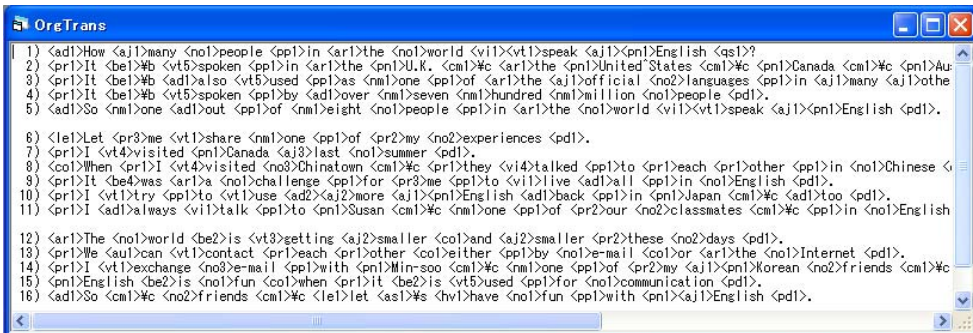 OrgTrans
1) <ad1>How <aj1>many <no1>people <pp1>in <ar1>the <no1>world <vi1><vt1>speak <aj1><pn1>English <qs1>?
2) <pr1>It <be1>¥b <vt5>spoken <pp1>in <ar1>the <pn1>U.K. <cm1>¥c <ar1>the <pn1>United^States <cm1>¥c <pn1>Canada <cm1>¥c <pn1>Au
3) <pr1>It <be1>¥b <ad1>also <vt5>used <pp1>as <nm1>one <pp1>of <ar1>the <aj1>official <no2>languages <pp1>in <aj1>many <aj1>othe
4) <pr1>It <be1>¥b <vt5>spoken <pp1>by <ad1>over <nm1>seven <nm1>hundred <nm1>million <no1>people <pd1>.
5) <ad1>So <nm1>one <ad1>out <pp1>of <nm1>eight <no1>people <pp1>in <ar1>the <no1>world <vi1><vt1>speak <aj1><pn1>English <pd1>.
6) <le1>Let <pr3>me <vt1>share <nm1>one <pp1>of <pr2>my <no2>experiences <pd1>.
7) <pr1>I <vt4>visited <pn1>Canada <aj3>last <no1>summer <pd1>.
8) <co1>When <pr1>I <vt4>visited <no3>Chinatown <cm1>¥c <pr1>they <vi4>talked <pp1>to <pr1>each <pr1>other <pp1>in <no1>Chinese <
9) <pr1>It <be4>was <ar1>a <no1>challenge <pp1>for <pr3>me <pp1>to <vi1>live <ad1>all <pp1>in <no1>English <pd1>.
10) <pr1>I <vt1>try <pp1>to <vt1>use <ad2><aj2>more <aj1><pn1>English <ad1>back <pp1>in <pn1>Japan <cm1>¥c <ad1>too <pd1>.
11) <pr1>I <ad1>always <vi1>talk <pp1>to <pn1>Susan <cm1>¥c <nm1>one <pp1>of <pr2>our <no2>classmates <cm1>¥c <pp1>in <no1>English
12) <ar1>The <no1>world <be2>is <vt3>getting <aj2>smaller <co1>and <aj2>smaller <pr2>these <no2>days <pd1>.
13) <pr1>We <au1>can <vt1>contact <pr1>each <pr1>other <co1>either <pp1>by <no1>e-mail <co1>or <ar1>the <no1>Internet <pd1>.
14) <pr1>I <vt1>exchange <no3>e-mail <pp1>with <pn1>Min-soo <cm1>¥c <nm1>one <pp1>of <pr2>my <aj1><pn1>Korean <no2>friends <cm1>¥c
15) <pn1>English <be2>is <no1>fun <co1>when <pr1>it <be2>is <vt5>used <pp1>for <no1>communication <pd1>.
16) <ad1>So <cm1>¥c <no2>friends <cm1>¥c <le1>let <as1>¥s <hv1>have <no1>fun <pp1>with <pn1><aj1>English <pd1>.